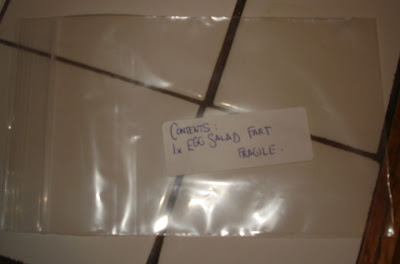 CONTENTS:
1x EGG SALAD FART
FRAGILE.